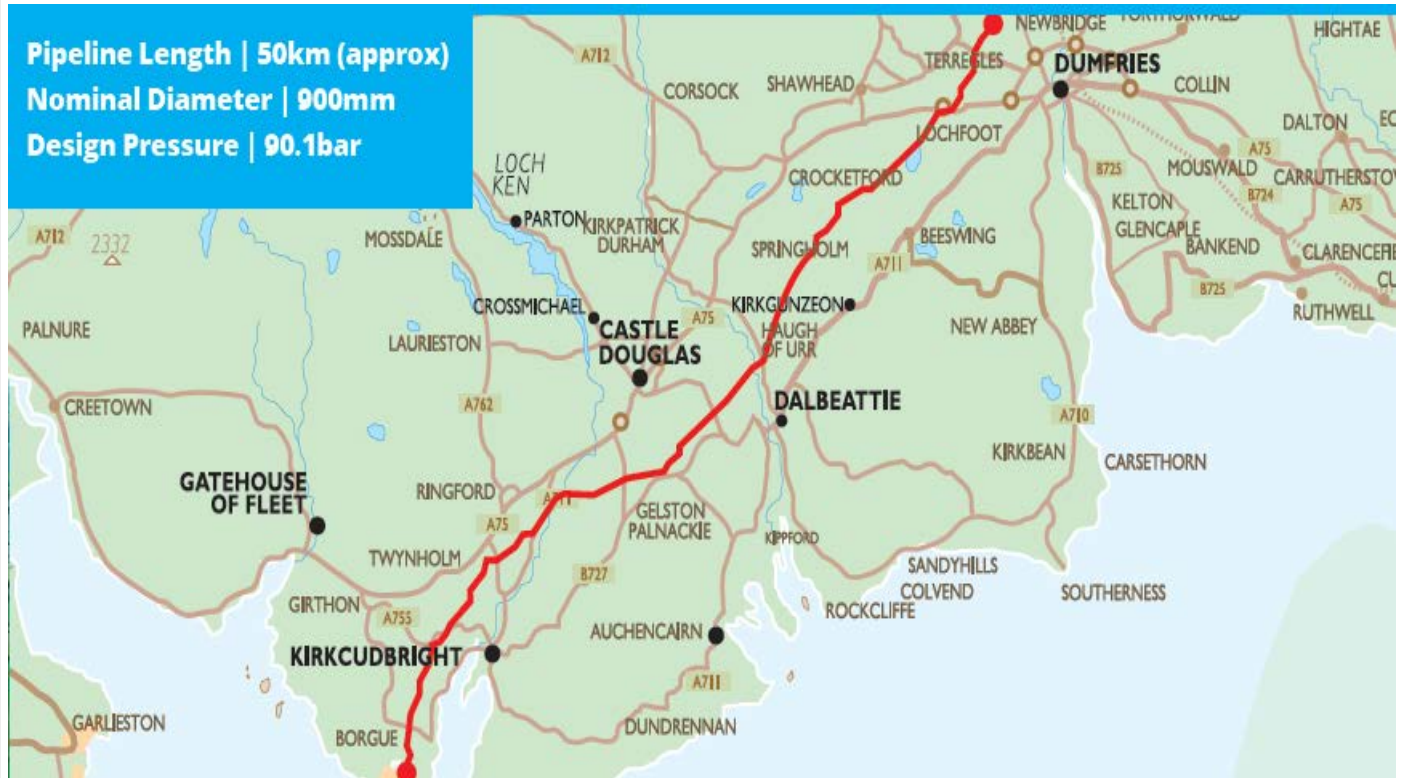 Pipeline Length | 50km (approx)
Nominal Diameter | 900mm
Design Pressure | 90.1bar
NEWBRIDGE
HIGHTAE
A712
TERREGLES
DUMFRIES
SHAWHEAD
CORSOCK
COLLIN
LOCHFOOT
DALTON
LOCH
KEN
CROCKETFORD
B725
MOUSWALD
A75
B724
A75
KELTON
GLENCAPLE
PARTON
KIRKPATRICK
DURHAM
MOSSDALE
A712
2332
SPRINGHOLM
BEESWING
BANKEND
A711
B725
CROSSMICHAEL
KIRKGUNZEON
RUTHWELL
PALNURE
LAURIESTON
CASTLE
DOUGLAS
A75
HAUGH
OF URR
NEW ABBEY
CREETOWN
A762
DALBEATTIE
A710
KIRKBEAN
CARSETHORN
GATEHOUSE
OF FLEET
RINGFORD
A711
A75
GELSTON
PALNACKIE
KIPPFORD
TWYNHOLM
B727
SANDYHILLS
COLVEND
SOUTHERNESS
GIRTHON
A755
ROCKCLIFFE
AUCHENCAIRN
KIRKCUDBRIGHT
A711
GARLIESTON
BORGUE
DUNDRENNAN